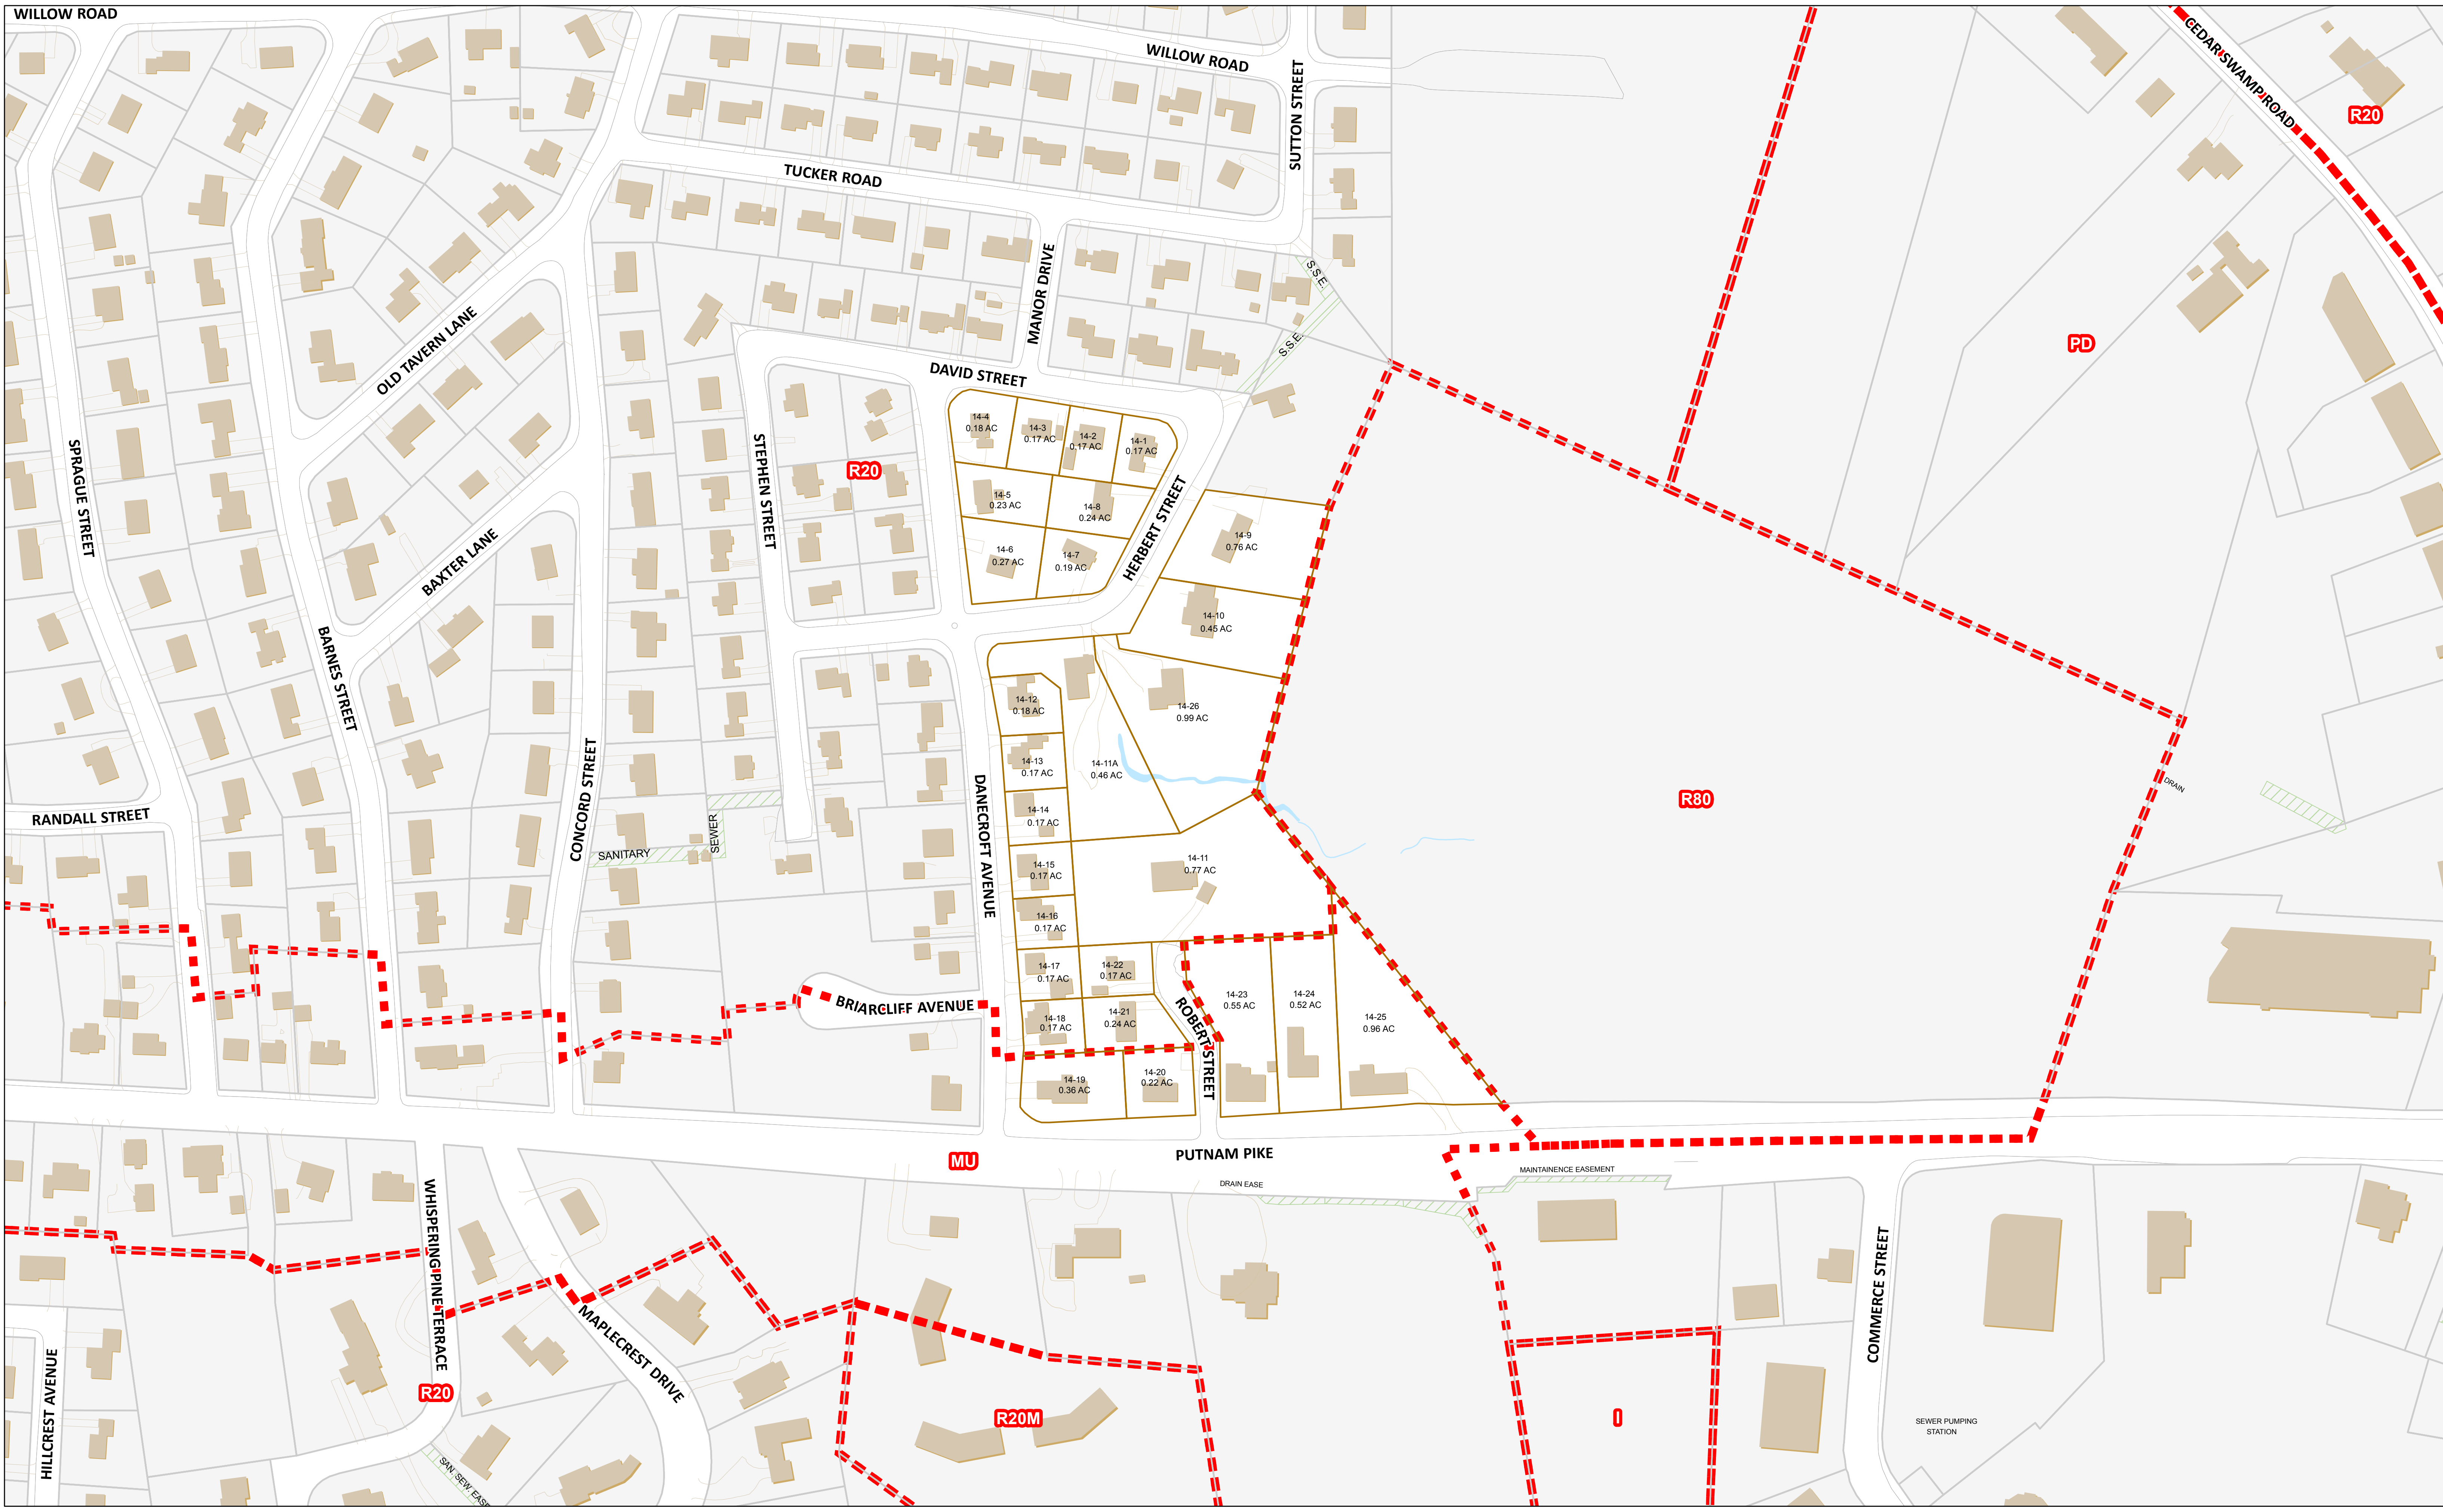 WILLOW ROAD
WILLOW ROAD
CEDAR SWAMP ROAD
R20
SUTTON STREET
TUCKER ROAD
MANOR DRIVE
S.S.E.
S.S.E.
OLD TAVERN LANE
DAVID STREET
PD
14-4
0.18 AC
14-3
0.17 AC
14-2
0.17 AC
14-1
0.17 AC
SPRAGUE STREET
STEPHEN STREET
R20
14-5
0.23 AC
14-8
0.24 AC
HERBERT STREET
14-9
0.76 AC
BAXTER LANE
14-6
0.27 AC
14-7
0.19 AC
14-10
0.45 AC
BARNES STREET
14-12
0.18 AC
14-26
0.99 AC
CONCORD STREET
14-13
0.17 AC
14-11A
0.46 AC
DANECROFT AVENUE
R80
DRAIN
RANDALL STREET
14-14
0.17 AC
SANITARY
SEWER
14-15
0.17 AC
14-11
0.77 AC
14-16
0.17 AC
14-17
0.17 AC
14-22
0.17 AC
BRIARCLIFF AVENUE
14-18
0.17 AC
14-21
0.24 AC
ROBERT STREET
14-23
0.55 AC
14-24
0.52 AC
14-25
0.96 AC
14-19
0.36 AC
14-20
0.22 AC
MU
PUTNAM PIKE
DRAIN EASE
MAINTAINENCE EASEMENT
WHISPERING PINE TERRACE
COMMERCE STREET
MAPLECREST DRIVE
HILLCREST AVENUE
R20
R20M
I
SEWER PUMPING
STATION
SAN. SEW. EASE